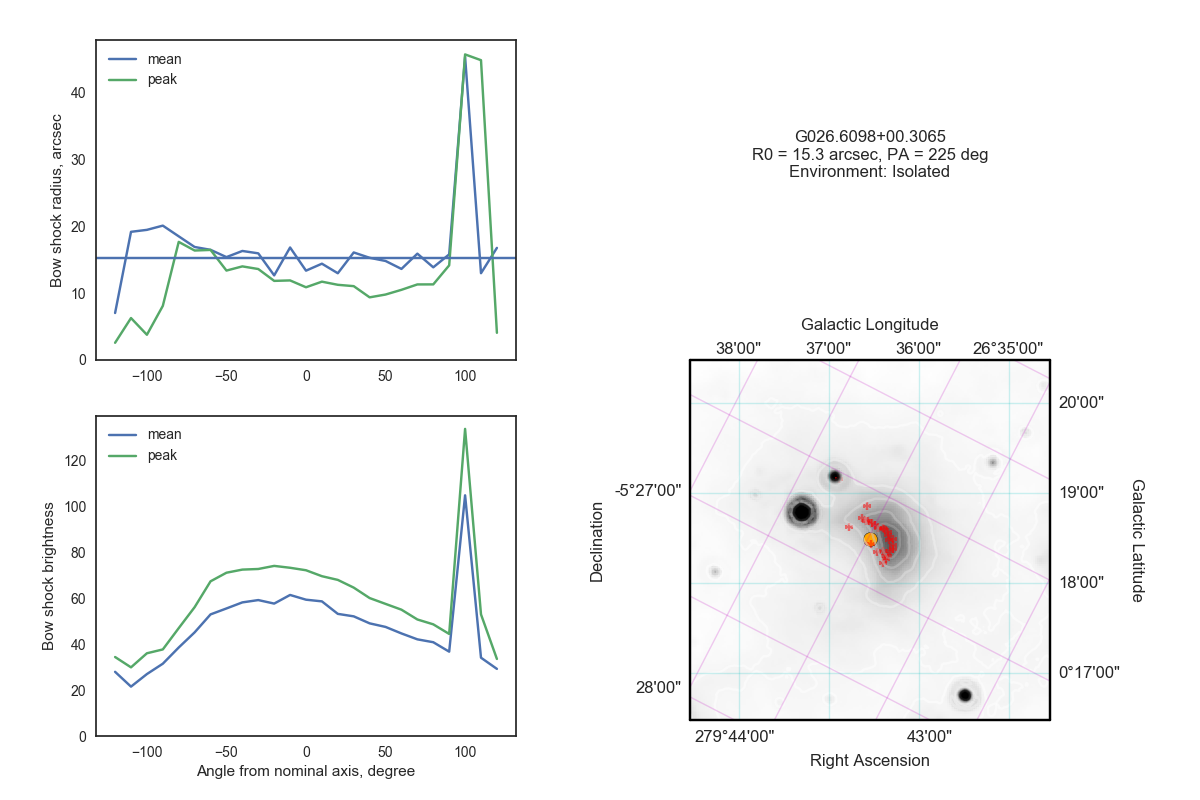 mean
peak
Bow shock radius, arcsec
40
30
20
10
0
−100
−50
0
50
100
mean
peak
Bow shock brightness
120
100
80
60
40
20
0
−100
−50
0
50
100
Angle from nominal axis, degree
G026.6098+00.3065
R0 = 15.3 arcsec, PA = 225 deg
Environment: Isolated
Galactic Longitude
38'00"
37'00"
36'00"
26°35'00"
20'00"
19'00"
18'00"
0°17'00"
Galactic Latitude
-5°27'00"
28'00"
Declination
279°44'00"
43'00"
Right Ascension